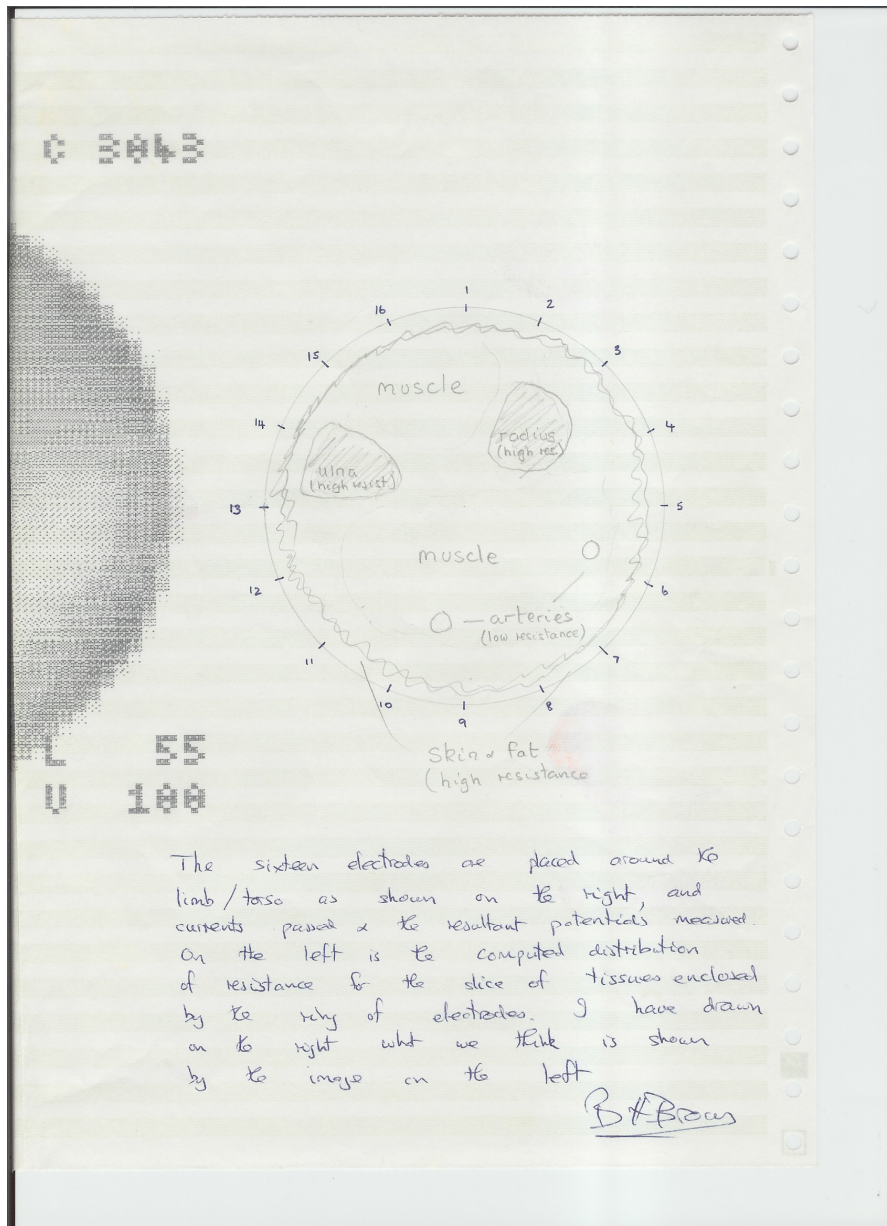 C 3843
1
16
2
15
3
muscle
14
4
radius
(high res)
ulna
(high resist)
13
5
muscle
12
6
arteries
(low resistance)
11
7
10
8
9
Skin & fat
(high resistance
L 55
V 100
The sixteen electrodes are placed around the
limb/torso as shown on the right, and
currents passed & the resultant potentials measured.
On the left is the computed distribution
of resistance for the slice of tissues enclosed
by the ring of electrodes. I have drawn
on the right what we think is shown
by the image on the left
B H Brown